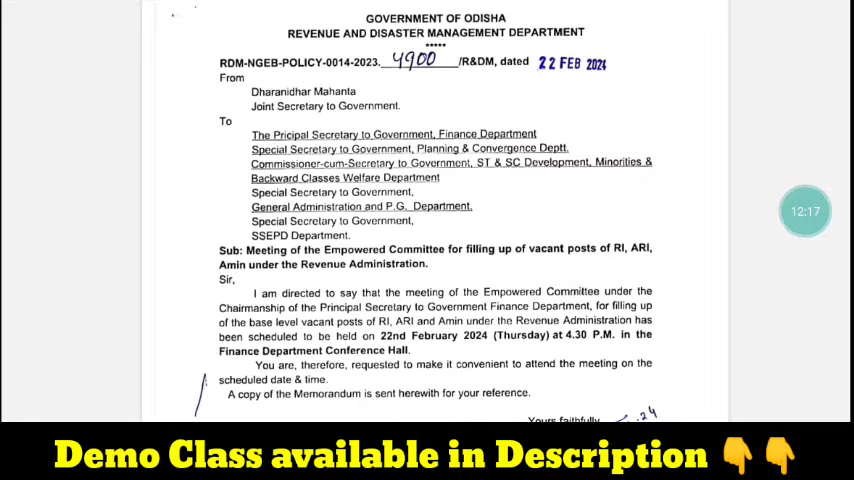 GOVERNMENT OF ODISHA
REVENUE AND DISASTER MANAGEMENT DEPARTMENT
*****
RDM-NGEB-POLICY-0014-2023. 4900 /R&DM, dated 22 FEB 2024
From
Dharanidhar Mahanta
Joint Secretary to Government.
To
The Pricipal Secretary to Government, Finance Department
Special Secretary to Government, Planning & Convergence Deptt.
Commissioner-cum-Secretary to Government, ST & SC Development, Minorities &
Backward Classes Welfare Department
Special Secretary to Government,
General Administration and P.G. Department.
Special Secretary to Government,
SSEPD Department.
Sub: Meeting of the Empowered Committee for filling up of vacant posts of RI, ARI,
Amin under the Revenue Administration.
Sir,
I am directed to say that the meeting of the Empowered Committee under the
Chairmanship of the Principal Secretary to Government Finance Department, for filling
up of the base level vacant posts of RI, ARI and Amin under the Revenue Administration has
been scheduled to be held on 22nd February 2024 (Thursday) at 4.30 P.M. in the
Finance Department Conference Hall.
You are, therefore, requested to make it convenient to attend the meeting on the
scheduled date & time.
A copy of the Memorandum is sent herewith for your reference.
Yours faithfully
.24
12:17
Demo Class available in Description 👇👇